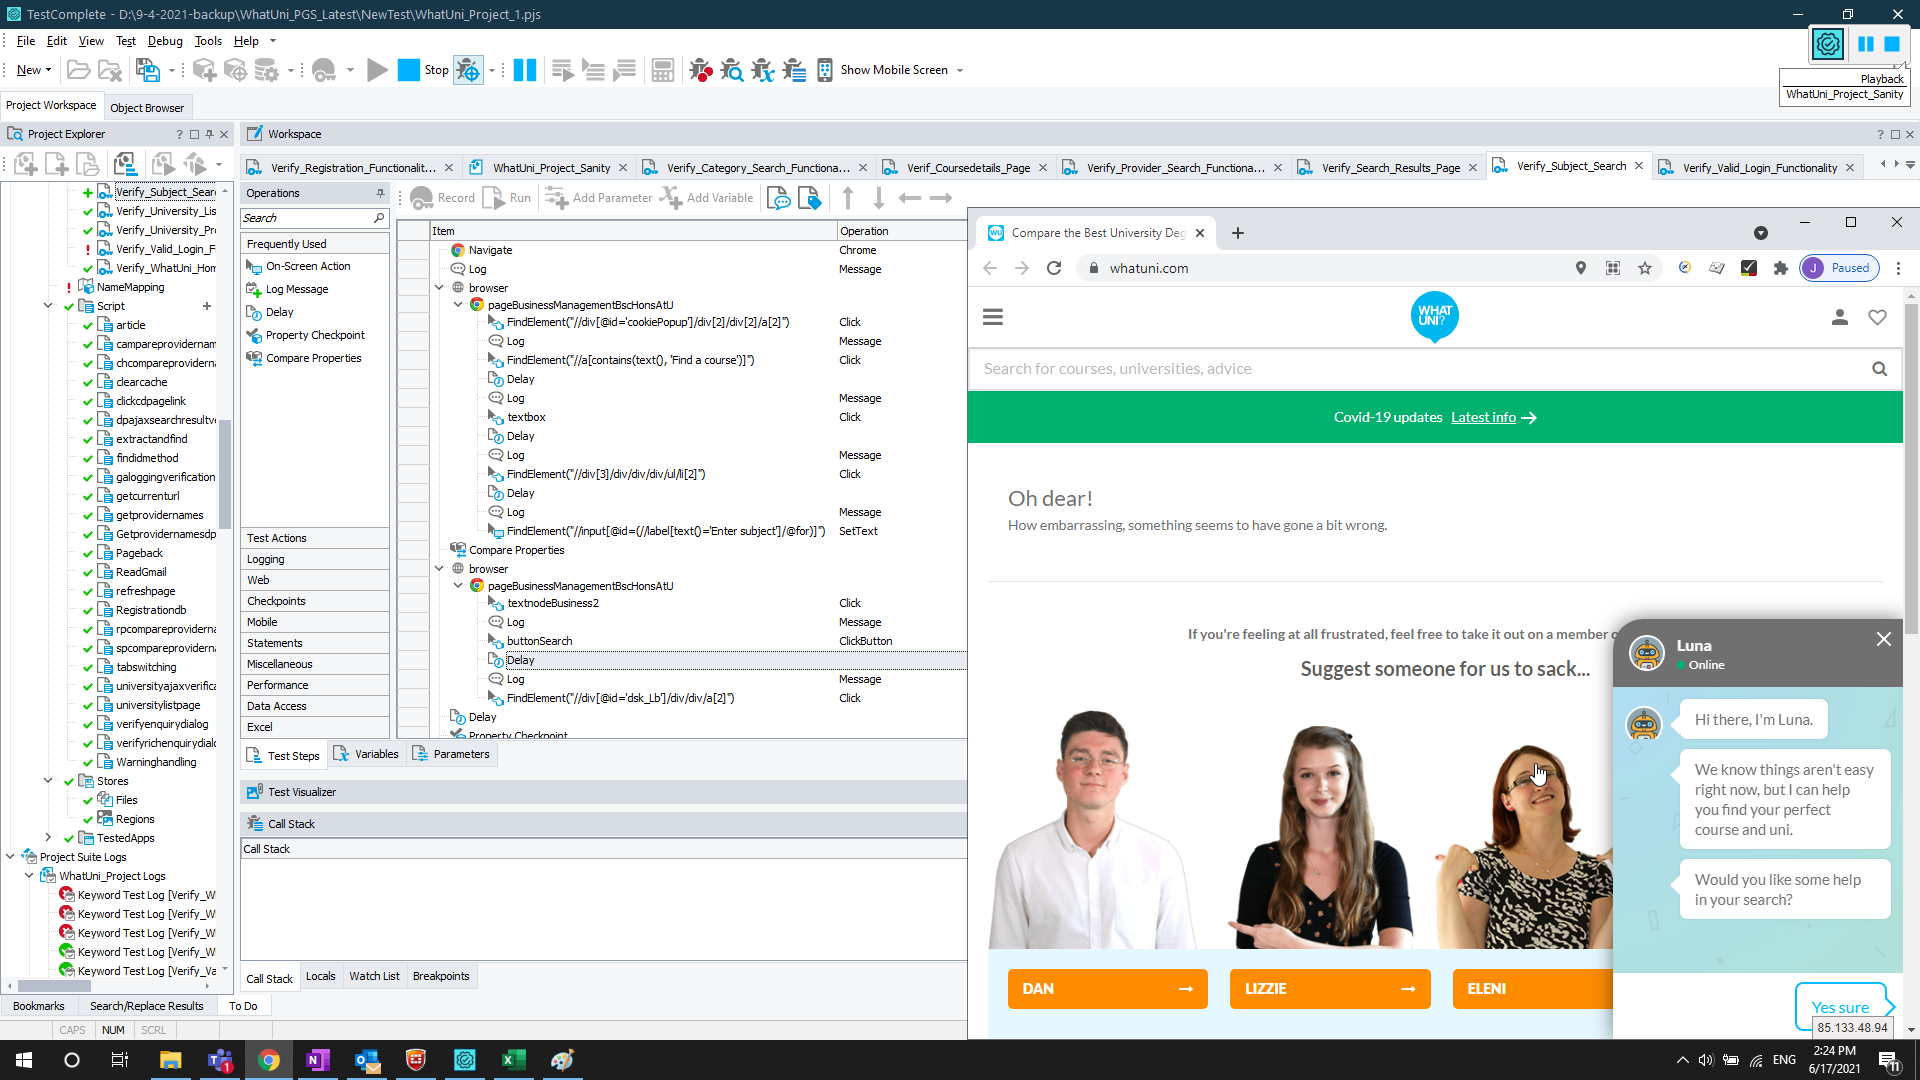 TestComplete - D:\9-4-2021-backup\WhatUni_PGS_Latest\NewTest\WhatUni_Project_1.pjs
File Edit View Test Debug Tools Help
New
Stop
Show Mobile Screen
Playback
WhatUni_Project_Sanity
Project Workspace
Object Browser
Project Explorer
Workspace
Verify_Registration_Functionalit...
WhatUni_Project_Sanity
Verify_Category_Search_Functiona...
Verif_Coursedetails_Page
Verify_Provider_Search_Functiona...
Verify_Search_Results_Page
Verify_Subject_Search
Verify_Valid_Login_Functionality
Verify_Subject_Sear
Verify_University_Lis
Verify_University_Pr
Verify_Valid_Login_F
Verify_WhatUni_Hom
NameMapping
Script
article
campareprovidernam
chcompareproviderna
clearcache
clickcdpagelink
dpajaxsearchresultve
extractandfind
findidmethod
galoggingverification
getcurrenturl
getprovidernames
Getprovidernamesdp
Pageback
ReadGmail
refreshpage
Registrationdb
rpcompareproviderna
spcompareproviderna
tabswitching
universityajaxverifica
universitylistpage
verifyenquirydialog
verifyrichenquirydialo
Warninghandling
Stores
Files
Regions
TestedApps
Project Suite Logs
WhatUni_Project Logs
Keyword Test Log [Verify_W
Keyword Test Log [Verify_W
Keyword Test Log [Verify_W
Keyword Test Log [Verify_W
Keyword Test Log [Verify_Va
Bookmarks
Search/Replace Results
To Do
CAPS NUM SCRL
Operations
Search
Frequently Used
On-Screen Action
Log Message
Delay
Property Checkpoint
Compare Properties
Test Actions
Logging
Web
Checkpoints
Mobile
Statements
Miscellaneous
Performance
Data Access
Excel
Record
Run
Add Parameter
Add Variable
Item Operation
Navigate Chrome
Log Message
browser
pageBusinessManagementBscHonsAtU
FindElement("//div[@id='cookiePopup']/div[2]/div[2]/a[2]") Click
Log Message
FindElement("//a[contains(text(), 'Find a course')]") Click
Delay
Log Message
textbox Click
Delay
Log Message
FindElement("//div[3]/div/div/div/ul/li[2]") Click
Delay
Log Message
FindElement("//input[@id=(//label[text()='Enter subject']/@for)]") SetText
Compare Properties
browser
pageBusinessManagementBscHonsAtU
textnodeBusiness2 Click
Log Message
buttonSearch ClickButton
Delay
Log Message
FindElement("//div[@id='dsk_Lb']/div/div/a[2]") Click
Delay
Property Checkpoint
Test Steps
Variables
Parameters
Test Visualizer
Call Stack
Call Stack
Call Stack
Locals
Watch List
Breakpoints
Compare the Best University Deg
whatuni.com
J Paused
WHAT
UNI?
Search for courses, universities, advice
Covid-19 updates Latest info
Oh dear!
How embarrassing, something seems to have gone a bit wrong.
If you're feeling at all frustrated, feel free to take it out on a member o
Suggest someone for us to sack...
DAN
LIZZIE
ELENI
Luna
Online
Hi there, I'm Luna.
We know things aren't easy
right now, but I can help
you find your perfect
course and uni.
Would you like some help
in your search?
Yes sure
85.133.48.94
ENG
2:24 PM
6/17/2021
1
11